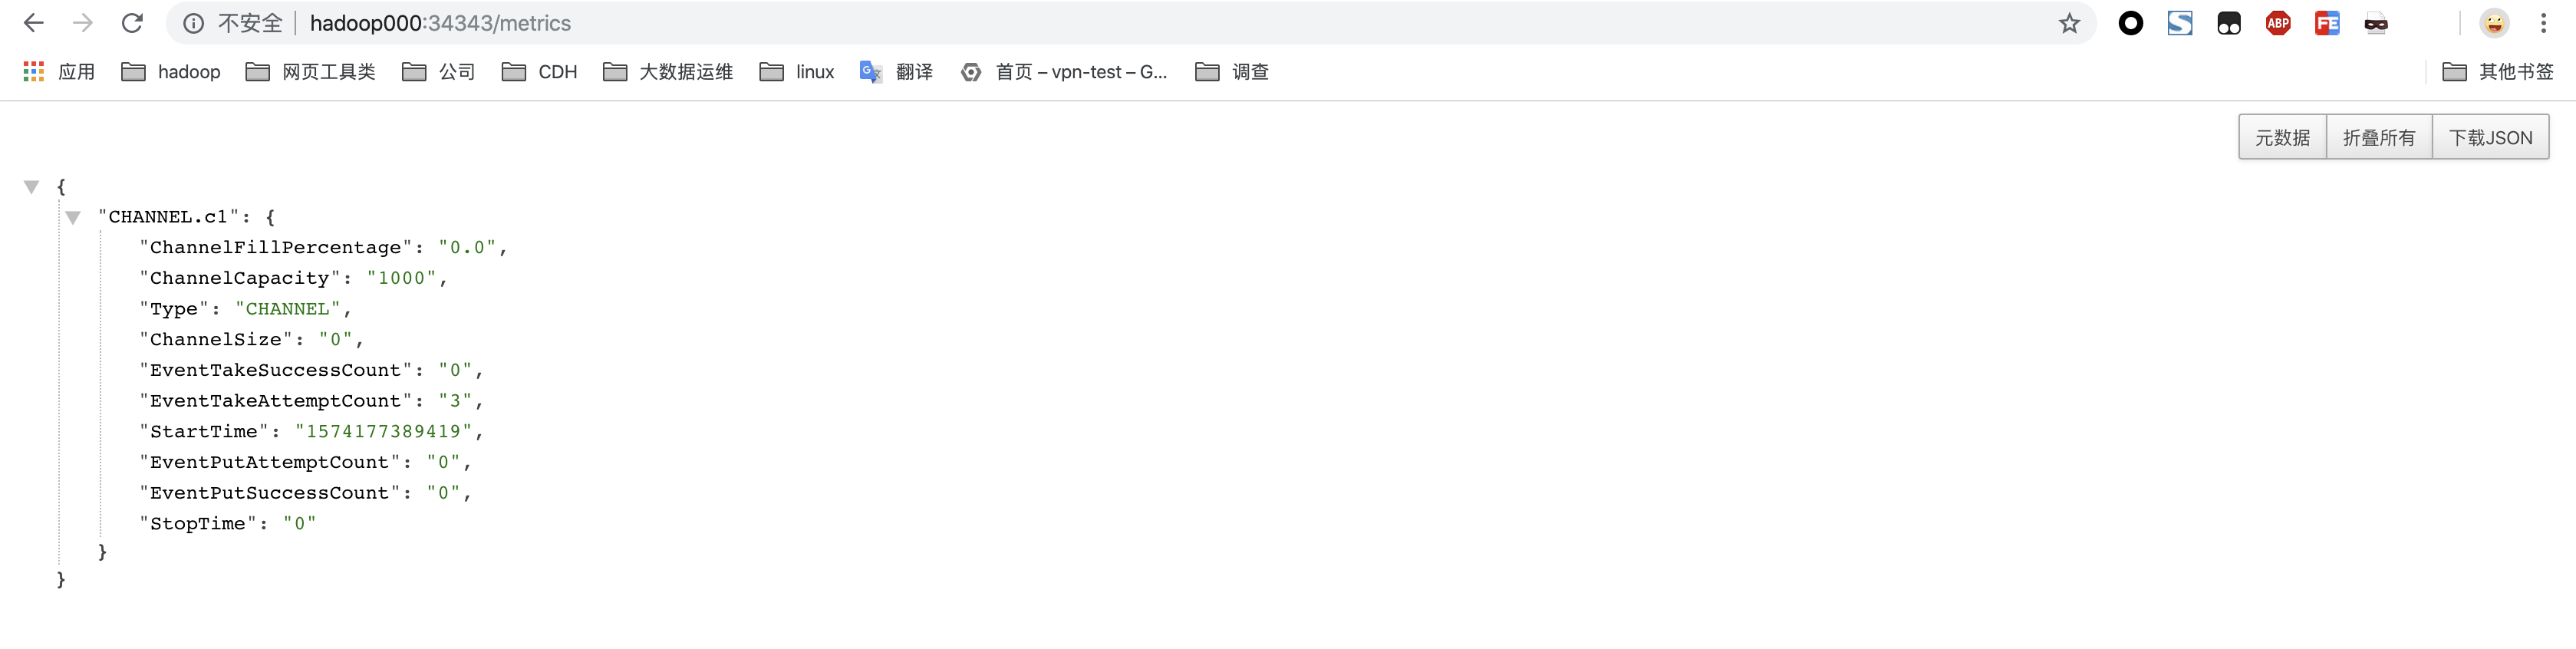 不安全 hadoop000:34343/metrics ABP FE
应用 hadoop 网页工具类 公司 CDH 大数据运维 linux 翻译 首页 – vpn-test – G... 调查 其他书签
元数据 折叠所有 下载JSON
{
"CHANNEL.c1": {
"ChannelFillPercentage": "0.0",
"ChannelCapacity": "1000",
"Type": "CHANNEL",
"ChannelSize": "0",
"EventTakeSuccessCount": "0",
"EventTakeAttemptCount": "3",
"StartTime": "1574177389419",
"EventPutAttemptCount": "0",
"EventPutSuccessCount": "0",
"StopTime": "0"
}
}